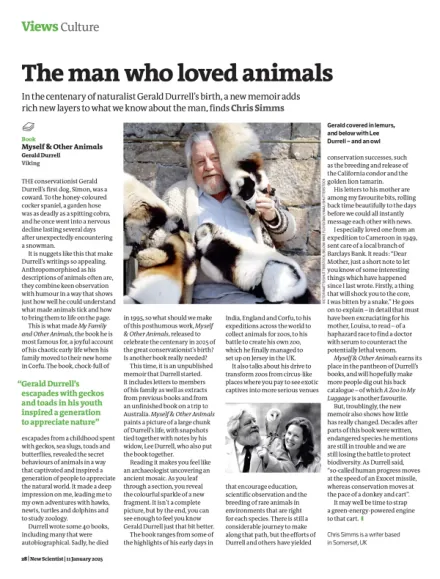 Views Culture
The man who loved animals
In the centenary of naturalist Gerald Durrell's birth, a new memoir adds
rich new layers to what we know about the man, finds Chris Simms
Book
Myself & Other Animals
Gerald Durrell
Viking
THE conservationist Gerald
Durrell's first dog, Simon, was a
coward. To the honey-coloured
cocker spaniel, a garden hose
was as deadly as a spitting cobra,
and he once went into a nervous
decline lasting several days
after unexpectedly encountering
a snowman.
It is nuggets like this that make
Durrell's writings so appealing.
Anthropomorphised as his
descriptions of animals often are,
they combine keen observation
with humour in a way that shows
just how well he could understand
what animals tick and how
to bring them to life on the page.
This is what made My Family
and Other Animals, the book he is
most famous for, a joyful account
of his chaotic early life when his
family moved to their new home
in Corfu. The book, chock-full of
"Gerald Durrell's
escapades with geckos
and toads in his youth
inspired a generation
to appreciate nature"
escapades from a childhood spent
with geckos, sea slugs, toads and
butterflies, revealed the secret
behaviours of animals in a way
that captivated and inspired a
generation of people to appreciate
the natural world. It made a deep
impression on me, leading me to
my own adventures with hawks,
newts, turtles and dolphins and
to study zoology.
Durrell wrote some 40 books,
including many that were
autobiographical. Sadly, he died
in 1995, so what should we make
of this posthumous work, Myself
& Other Animals, released to
celebrate the centenary in 2025 of
the great conservationist's birth?
Is another book really needed?
This time, it is an unpublished
memoir that Durrell started.
It includes letters to members
of his family as well as extracts
from previous books and from
an unfinished book on a trip to
Australia. Myself & Other Animals
paints a picture of a large chunk
of Durrell's life, with snapshots
tied together with notes by his
widow, Lee Durrell, who also put
the book together.
Reading it makes you feel like
an archaeologist uncovering an
ancient mosaic. As you leaf
through a section, you reveal
the colourful sparkle of a new
fragment. It isn't a complete
picture, but by the end, you can
see enough to feel you know
Gerald Durrell just that bit better.
The book ranges from some of
the highlights of his early days in
India, England and Corfu, to his
expeditions across the world to
collect animals for zoos, to his
battle to create his own zoo,
which he finally managed to
set up on Jersey in the UK.
It also talks about his drive to
transform zoos from circus-like
places where you pay to see exotic
captives into more serious venues
that encourage education,
scientific observation and the
breeding of rare animals in
environments that are right
for each species. There is still a
considerable journey to make
along that path, but the efforts of
Durrell and others have yielded
Gerald covered in lemurs,
and below with Lee
Durrell – and an owl
conservation successes, such
as the breeding and release of
the California condor and the
golden lion tamarin.
His letters to his mother are
among my favourite bits, rolling
back time beautifully to the days
before we could all instantly
message each other with news.
I especially loved one from an
expedition to Cameroon in 1949,
sent care of a local branch of
Barclays Bank. It reads: "Dear
Mother, Just a short note to let
you know of some interesting
things which have happened
since I last wrote. Firstly, a thing
that will shock you to the core,
I was bitten by a snake." He goes
on to explain – in detail that must
have been excruciating for his
mother, Louisa, to read – of a
haphazard race to find a doctor
with serum to counteract the
potentially lethal venom.
Myself & Other Animals earns its
place in the pantheon of Durrell's
books, and will hopefully make
more people dig out his back
catalogue – of which A Zoo in My
Luggage is another favourite.
But, troublingly, the new
memoir also shows how little
has really changed. Decades after
parts of this book were written,
endangered species he mentions
are still in trouble and we are
still losing the battle to protect
biodiversity. As Durrell said,
"so-called human progress moves
at the speed of an Exocet missile,
whereas conservation moves at
the pace of a donkey and cart".
It may well be time to strap
a green-energy-powered engine
to that cart.
Chris Simms is a writer based
in Somerset, UK
28 | New Scientist | 11 January 2025